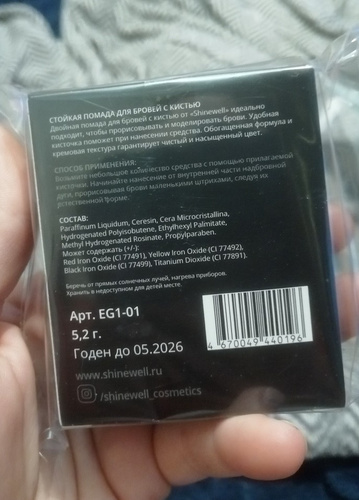 СТОЙКАЯ ПОМАДА ДЛЯ БРОВЕЙ С КИСТЬЮ
Двойная помада для бровей с кистью от «Shinewell» идеально
подходит, чтобы прорисовывать и моделировать брови. Удобная
кисточка поможет при нанесении средства. Обогащенная формула и
кремовая текстура гарантирует чистый и насыщенный цвет.
СПОСОБ ПРИМЕНЕНИЯ:
Возьмите небольшое количество средства с помощью прилагаемой
кисточки. Начинайте нанесение от внутренней части надбровной
дуги, прорисовывая брови маленькими штрихами, следуя их
естественной форме.
СОСТАВ:
Paraffinum Liquidum, Ceresin, Cera Microcristallina,
Hydrogenated Polyisobutene, Ethylhexyl Palmitate,
Methyl Hydrogenated Rosinate, Propylparaben.
Может содержать (+/-):
Red Iron Oxide (CI 77491), Yellow Iron Oxide (CI 77492),
Black Iron Oxide (CI 77499), Titanium Dioxide (CI 77891).
Беречь от прямых солнечных лучей, нагрева приборов.
Хранить в недоступном для детей месте.
Арт. EG1-01
5,2 г.
Годен до 05.2026
4 670049 440196
www.shinewell.ru
/shinewell_cosmetics